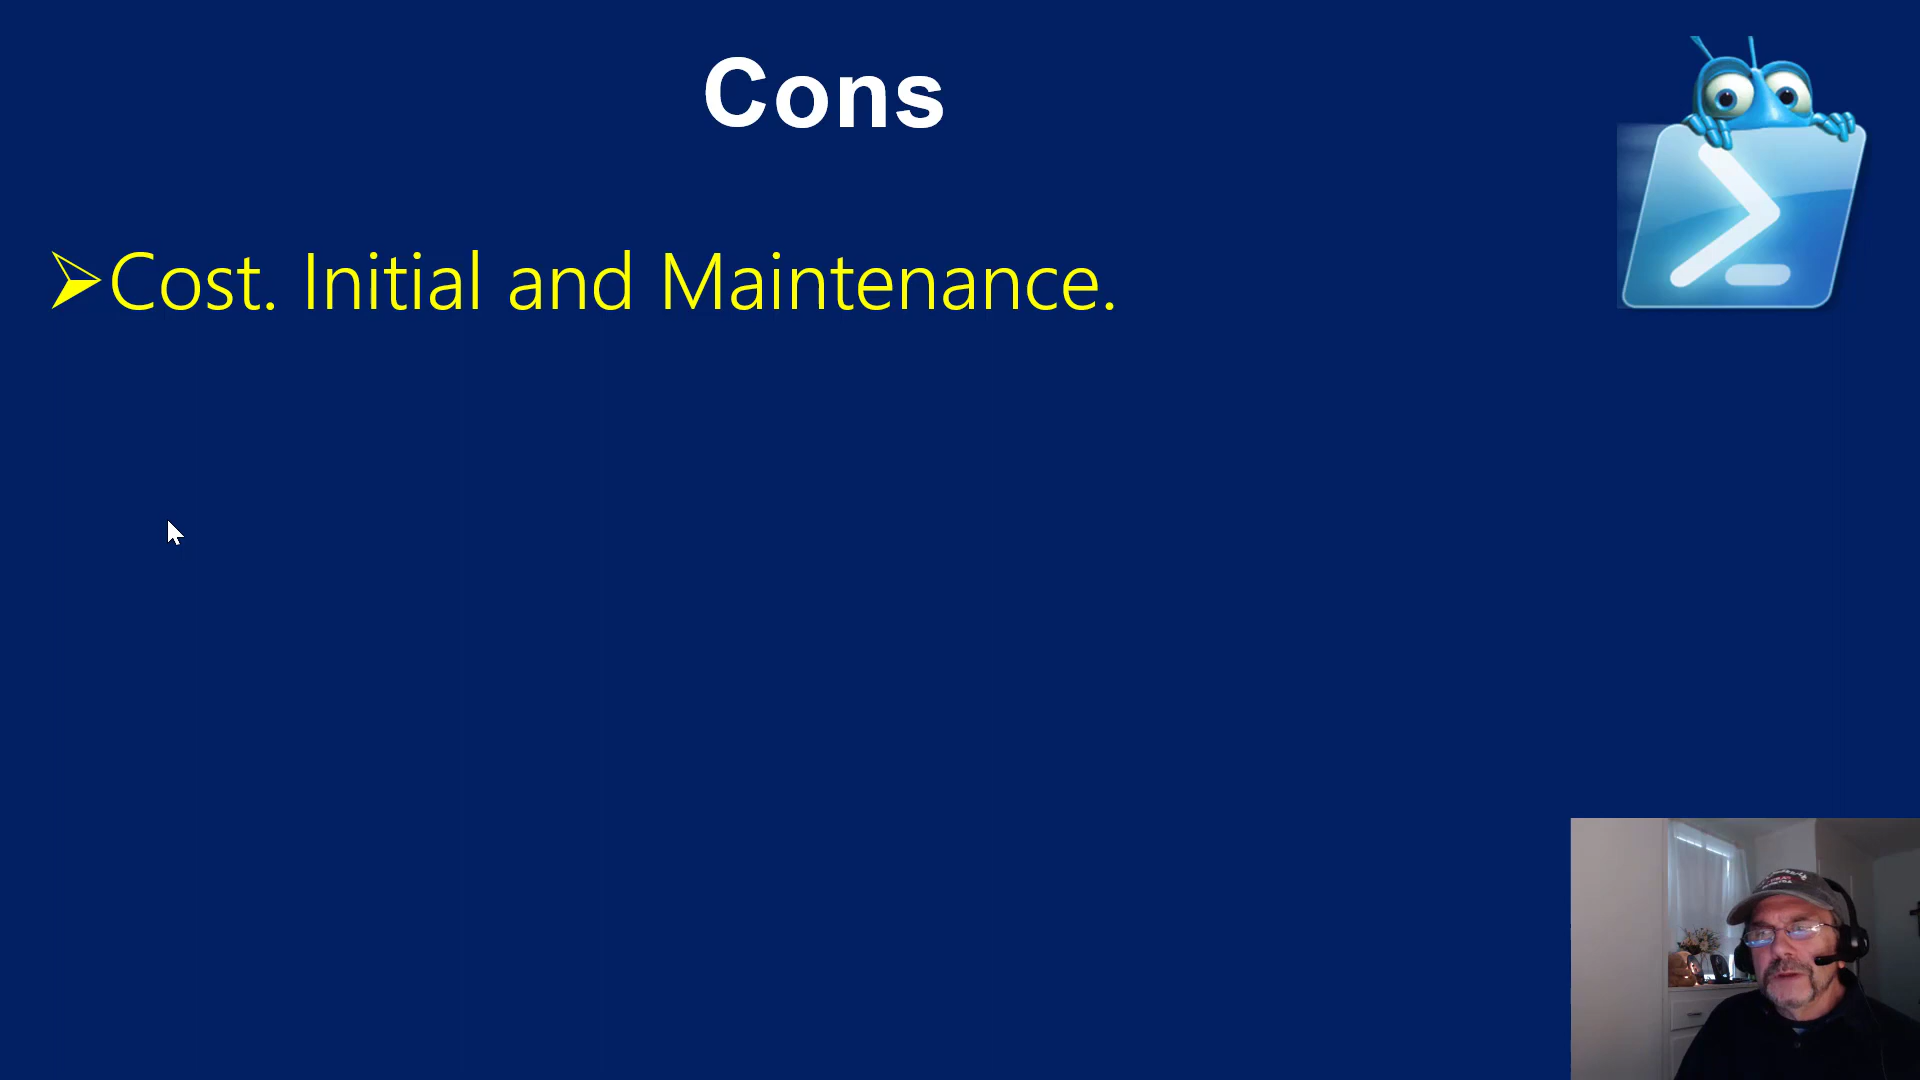 Cons
➢Cost. Initial and Maintenance.